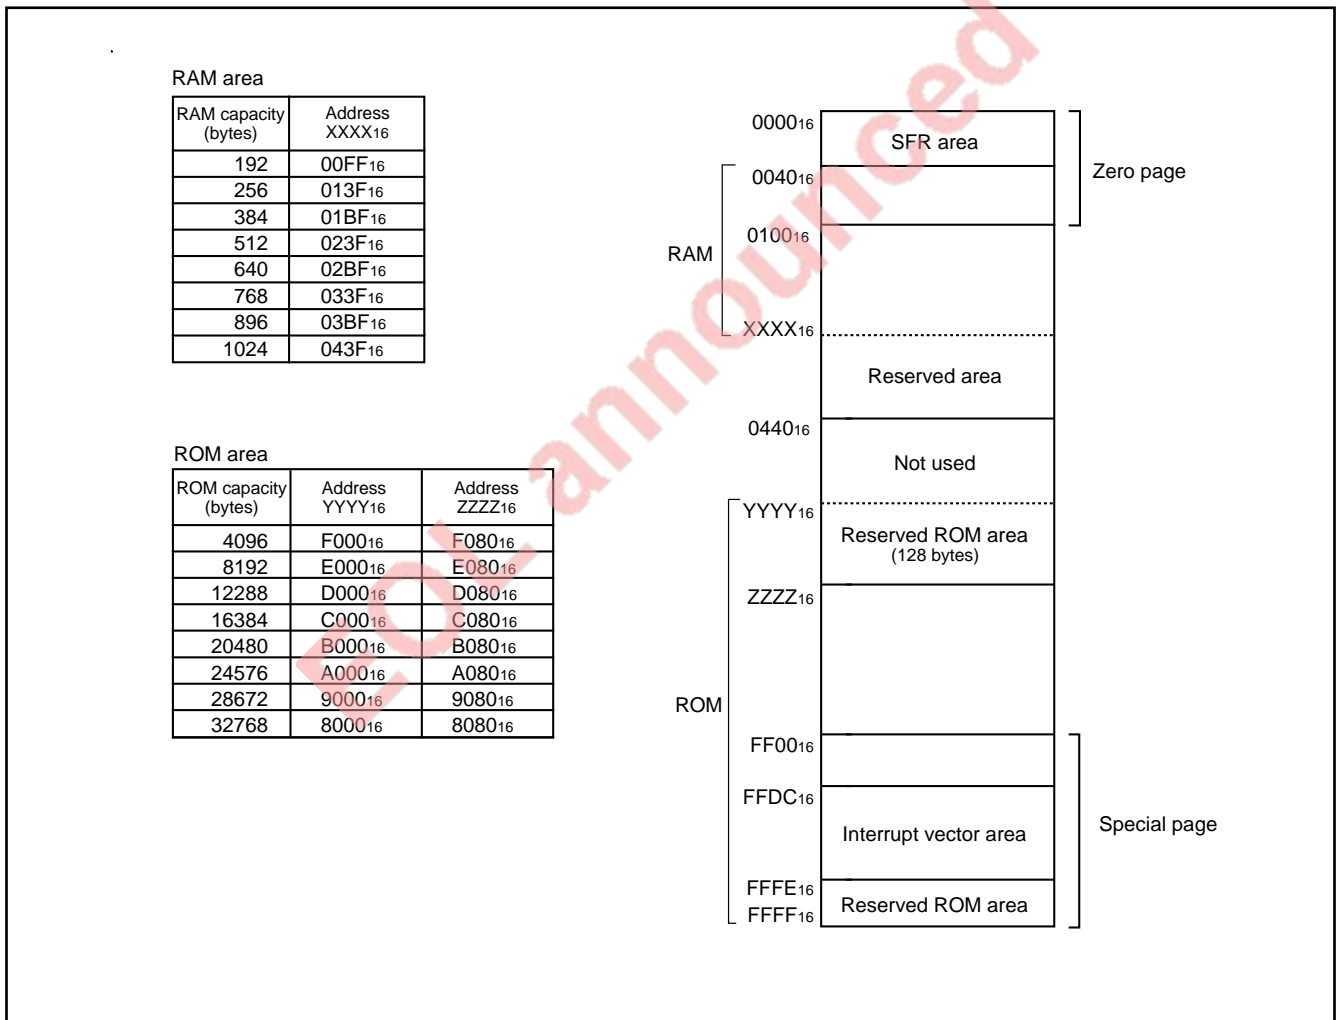 RAM area
RAM capacity (bytes) Address XXXX16
192 00FF16
256 013F16
384 01BF16
512 023F16
640 02BF16
768 033F16
896 03BF16
1024 043F16
ROM area
ROM capacity (bytes) Address YYYY16 Address ZZZZ16
4096 F00016 F08016
8192 E00016 E08016
12288 D00016 D08016
16384 C00016 C08016
20480 B00016 B08016
24576 A00016 A08016
28672 900016 908016
32768 800016 808016
000016
SFR area
Zero page
004016
010016
RAM
XXXX16
Reserved area
044016
Not used
YYYY16
Reserved ROM area
(128 bytes)
ZZZZ16
ROM
FF0016
FFDC16
Interrupt vector area
Special page
FFFE16
Reserved ROM area
FFFF16
EOL announced